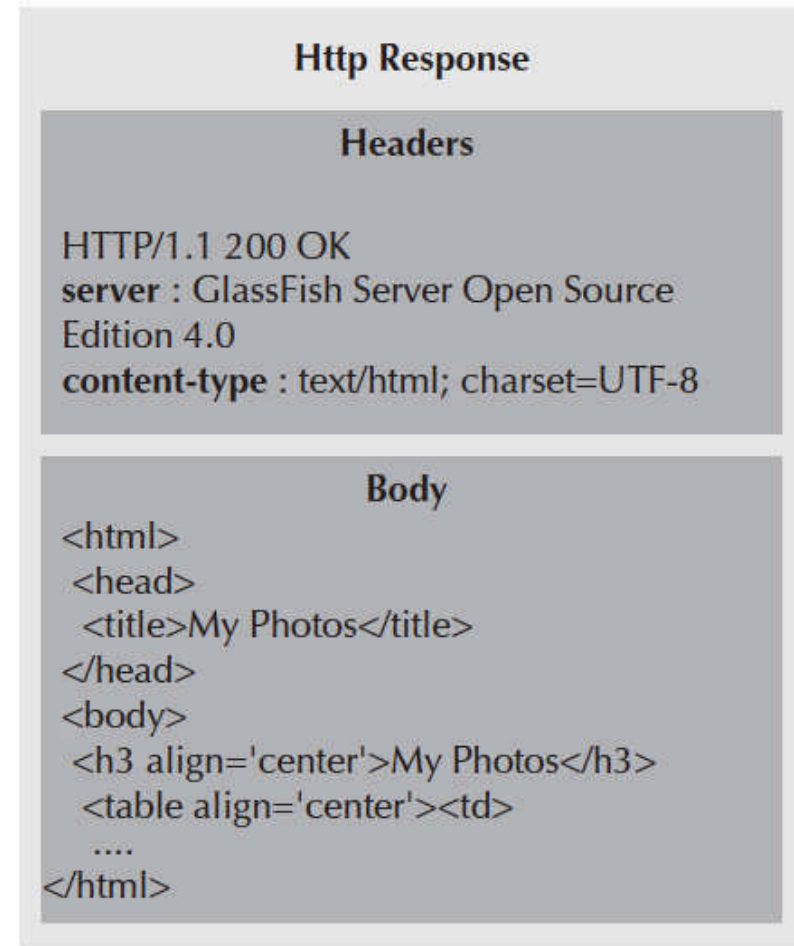 Http Response
Headers
HTTP/1.1 200 OK
server : GlassFish Server Open Source
Edition 4.0
content-type : text/html; charset=UTF-8
Body
<html>
<head>
<title>My Photos</title>
</head>
<body>
<h3 align='center'>My Photos</h3>
<table align='center'><td>
....
</html>